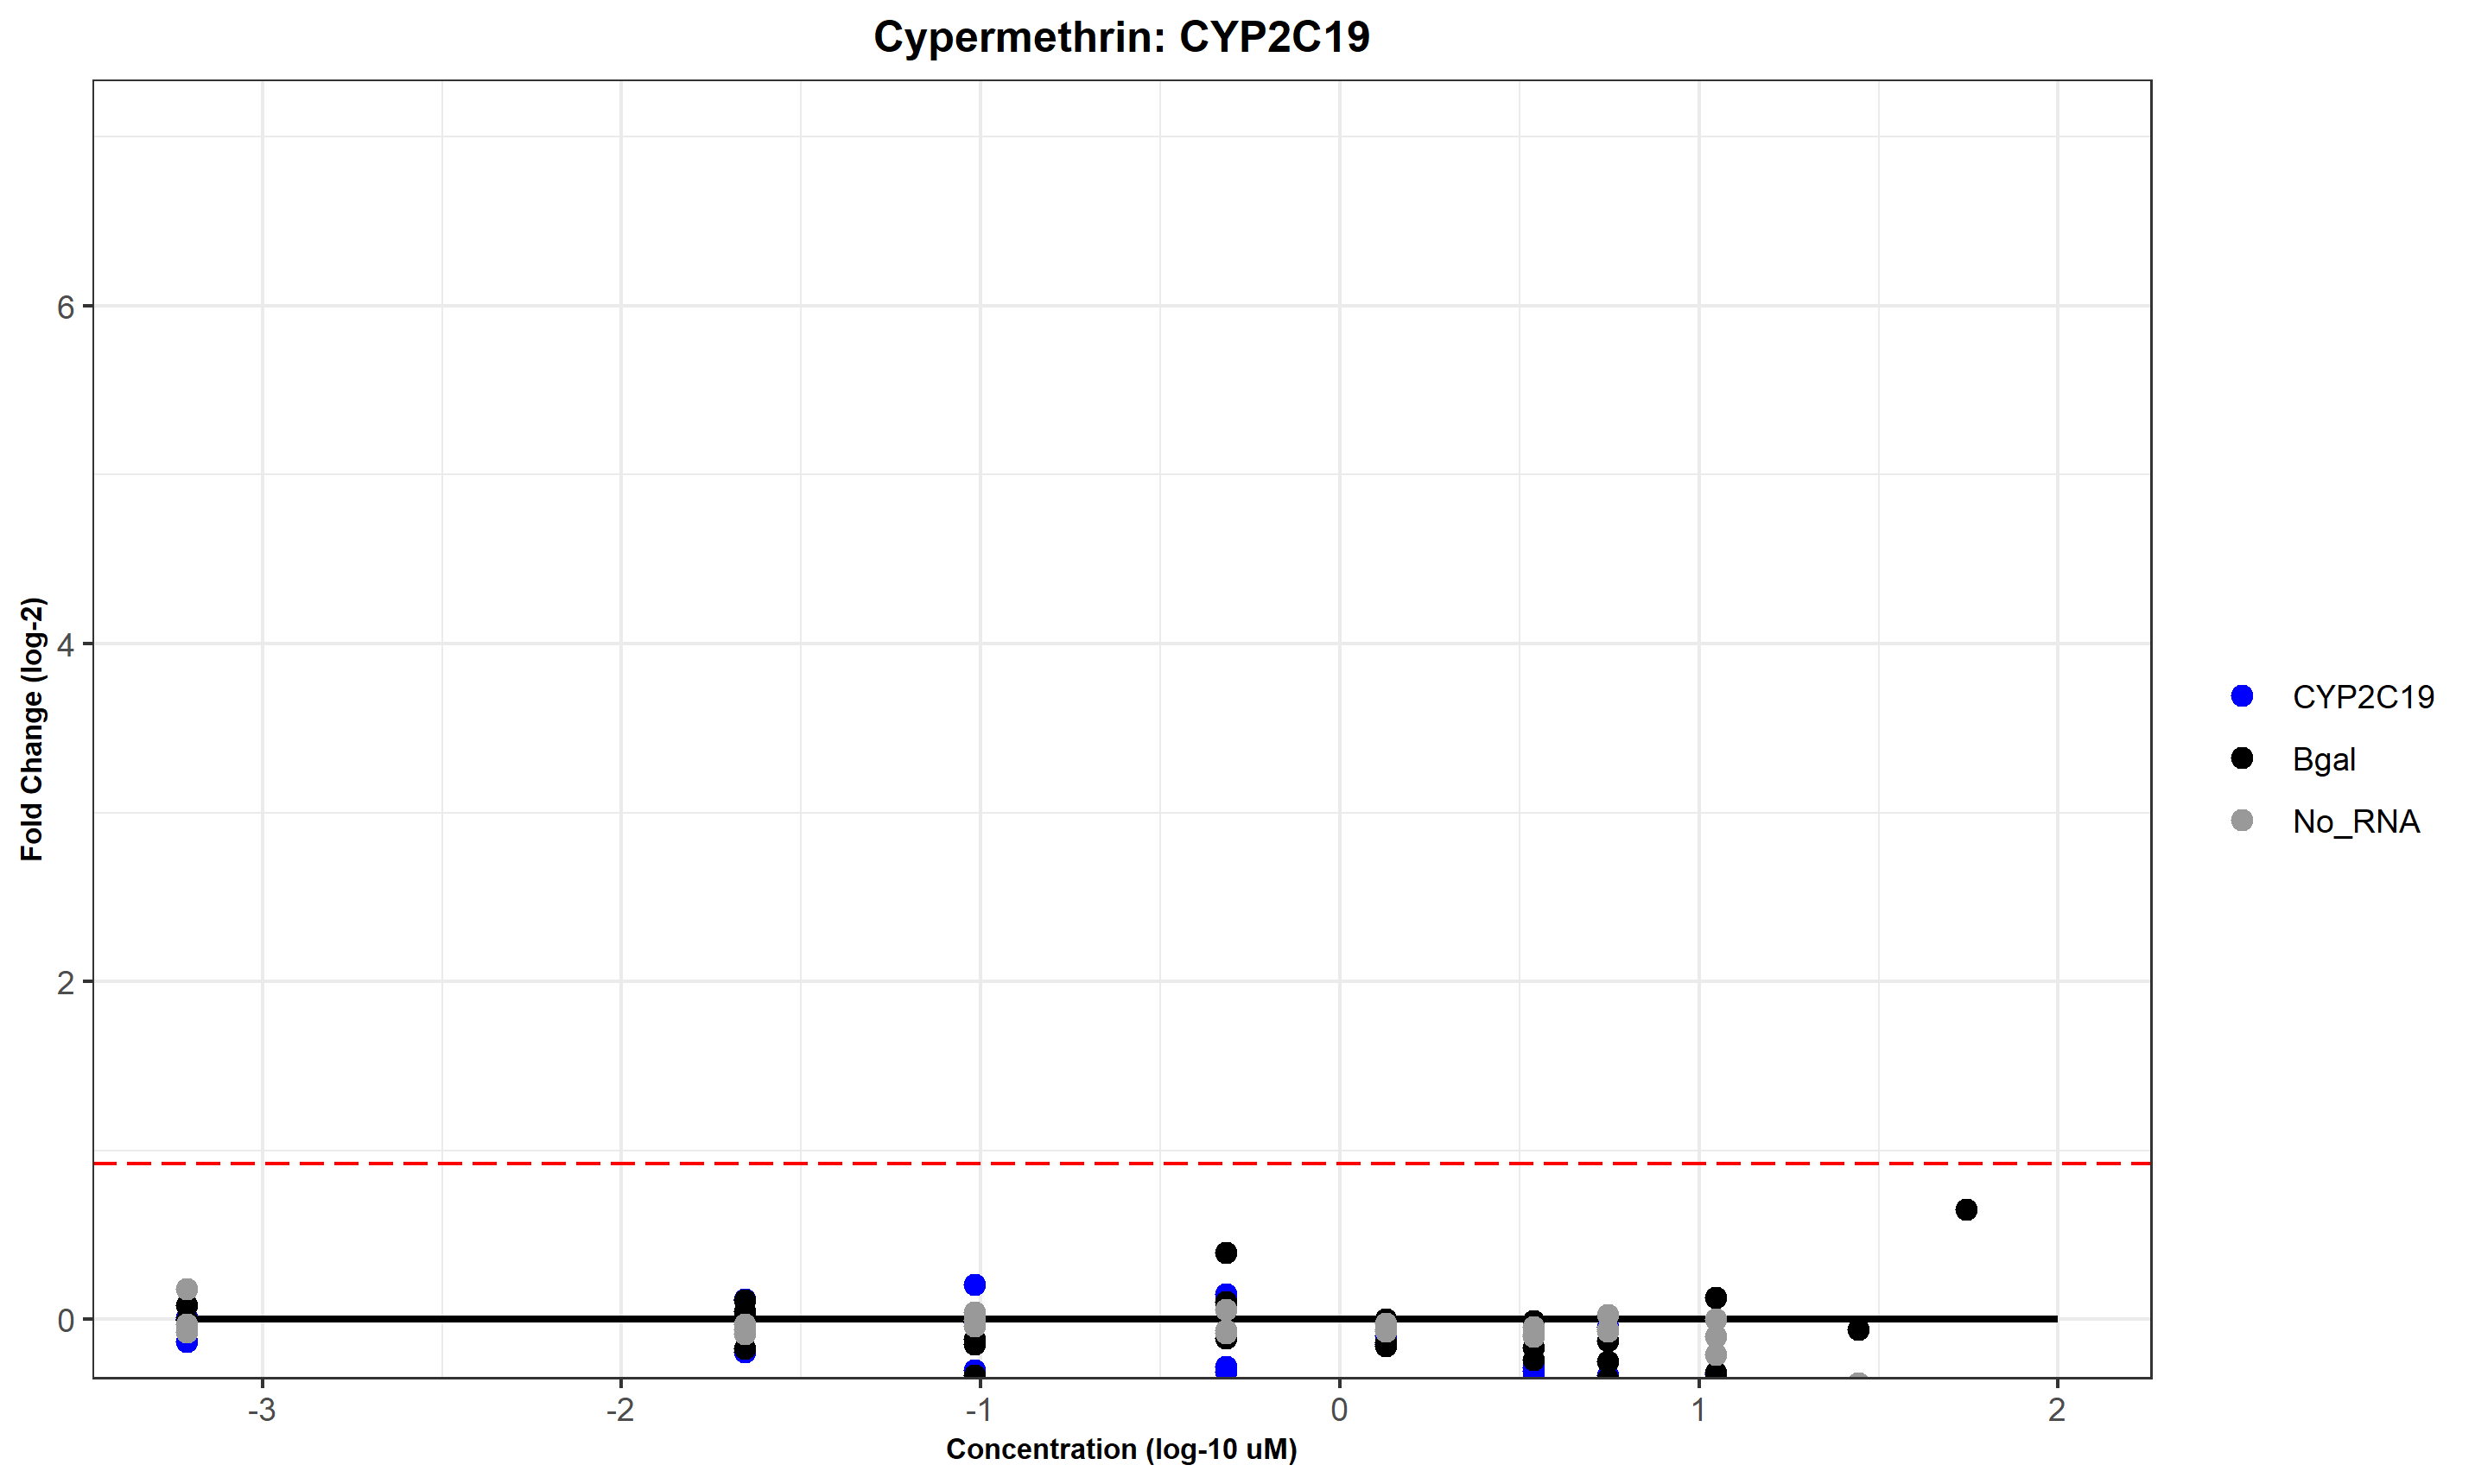 Cypermethrin: CYP2C19
Fold Change (log-2)
6
4
2
0
-3
-2
-1
0
1
2
Concentration (log-10 uM)
CYP2C19
Bgal
No_RNA